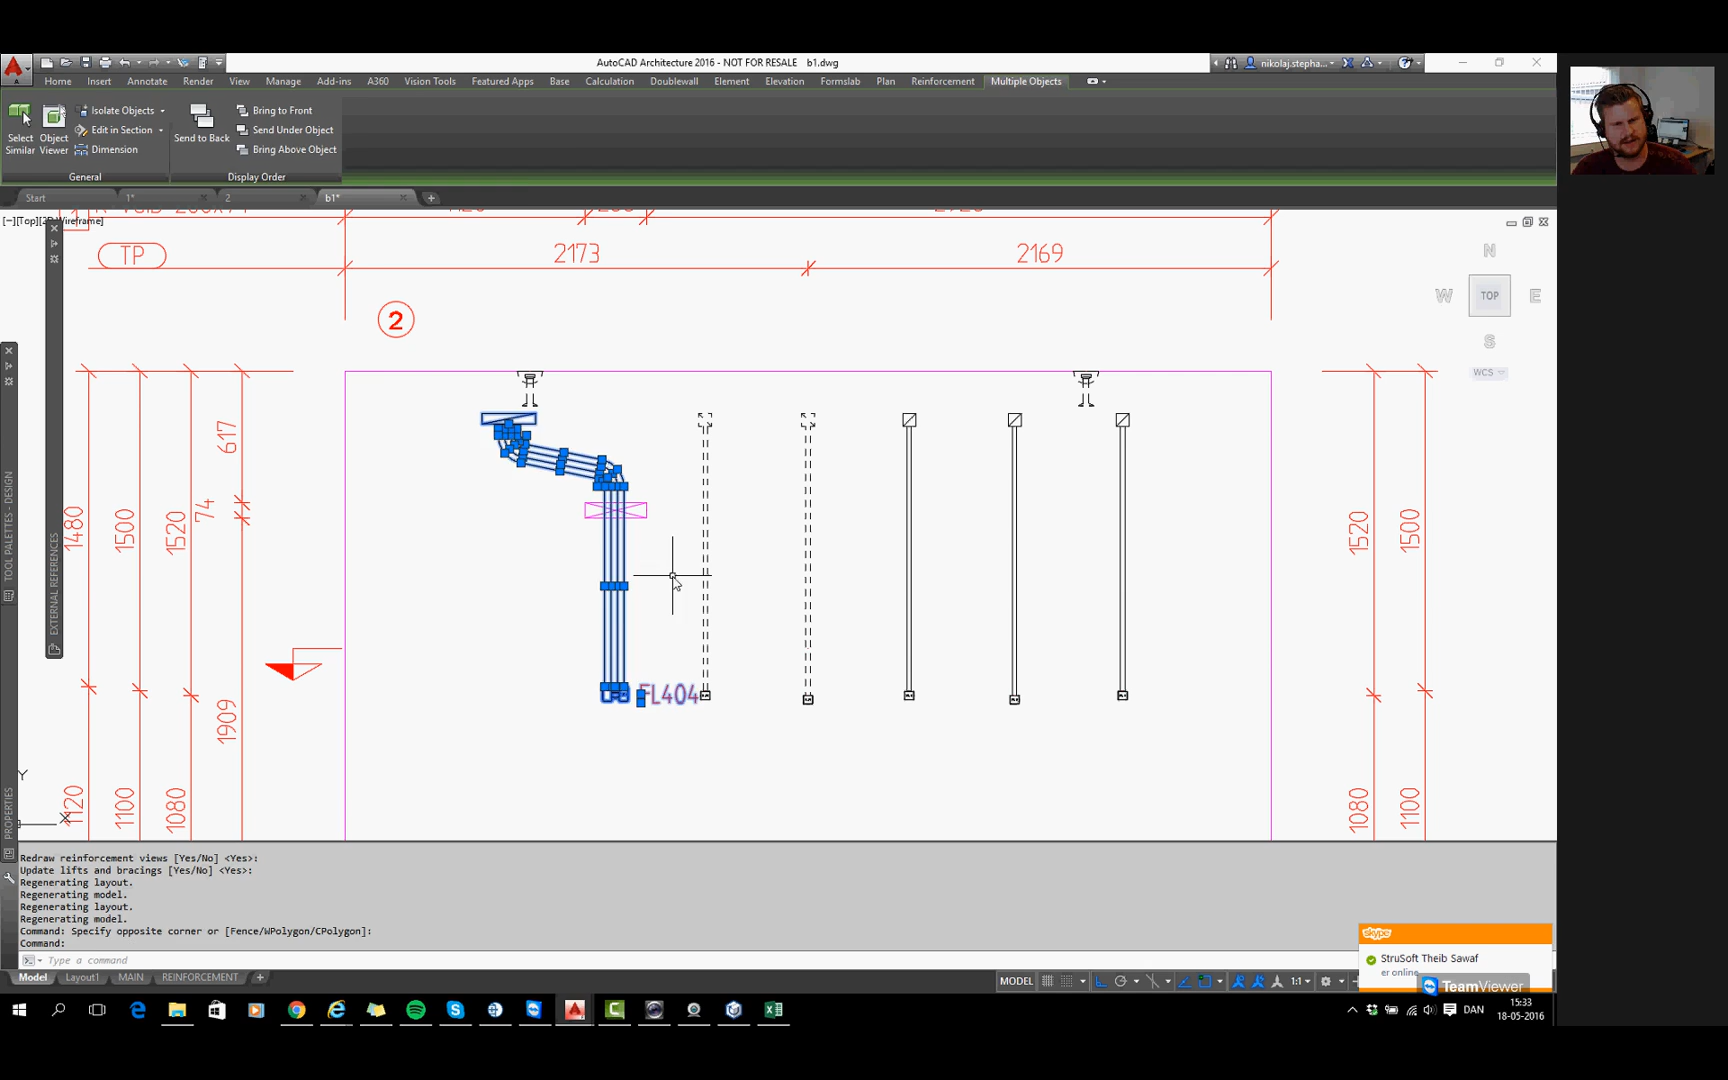 AutoCAD Architecture 2016 - NOT FOR RESALE b1.dwg
nikolaj.stepha...
Home Insert Annotate Render View Manage Add-ins A360 Vision Tools Featured Apps Base Calculation Doublewall Element Elevation Formslab Plan Reinforcement Multiple Objects
Select Similar
Object Viewer
Isolate Objects
Edit in Section
Dimension
Send to Back
Bring to Front
Send Under Object
Bring Above Object
General
Display Order
Start 1* 2 b1*
TP
2173
2169
2
N
W
TOP
E
S
WCS
1480
1500
1520
74
617
1909
1120
1100
1080
1520
1500
1080
1100
FL404
TOOL PALETTES - DESIGN
EXTERNAL REFERENCES
PROPERTIES
Y
X
Redraw reinforcement views [Yes/No] <Yes>:
Update lifts and bracings [Yes/No] <Yes>:
Regenerating layout.
Regenerating model.
Regenerating layout.
Regenerating model.
Command: Specify opposite corner or [Fence/WPolygon/CPolygon]:
Command:
Type a command
Model Layout1 MAIN REINFORCEMENT
MODEL
1:1
skype
StruSoft Theib Sawaf
er online
TeamViewer
DAN
15:33
18-05-2016